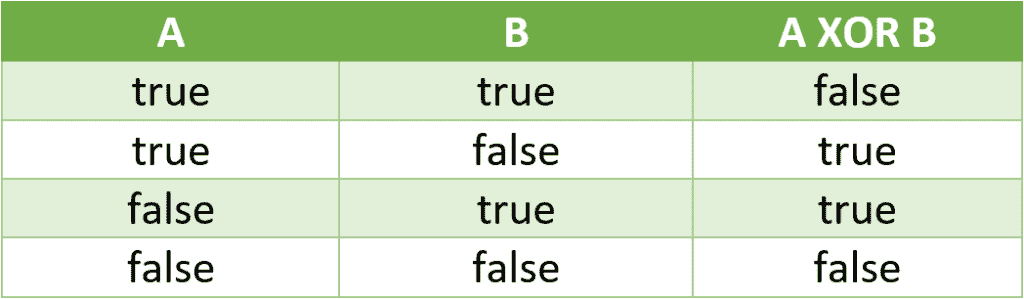 A B A XOR B
true true false
true false true
false true true
false false false